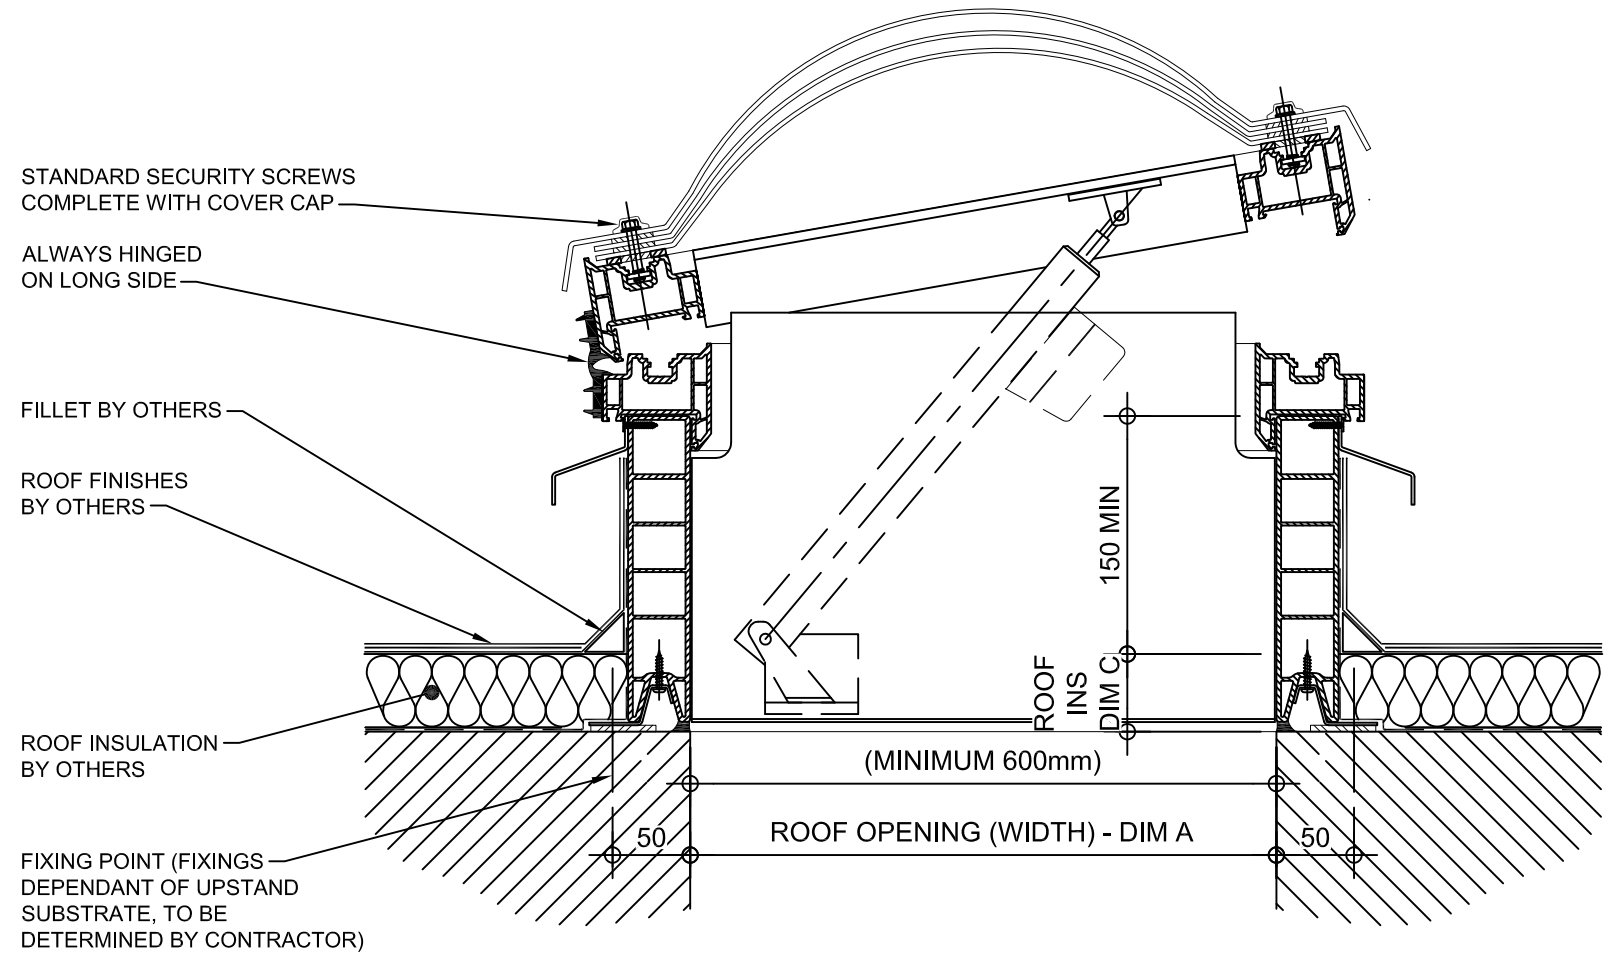 STANDARD SECURITY SCREWS
COMPLETE WITH COVER CAP
ALWAYS HINGED
ON LONG SIDE
FILLET BY OTHERS
ROOF FINISHES
BY OTHERS
ROOF INSULATION
BY OTHERS
FIXING POINT (FIXINGS
DEPENDANT OF UPSTAND
SUBSTRATE, TO BE
DETERMINED BY CONTRACTOR)
150 MIN
ROOF
INS
DIM C
(MINIMUM 600mm)
50
ROOF OPENING (WIDTH) - DIM A
50